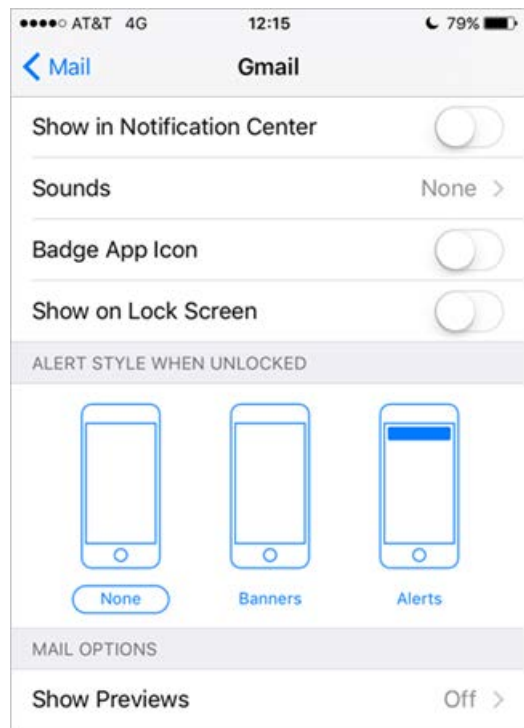 AT&T 4G 12:15 79%
Mail Gmail
Show in Notification Center
Sounds None
Badge App Icon
Show on Lock Screen
ALERT STYLE WHEN UNLOCKED
None Banners Alerts
MAIL OPTIONS
Show Previews Off